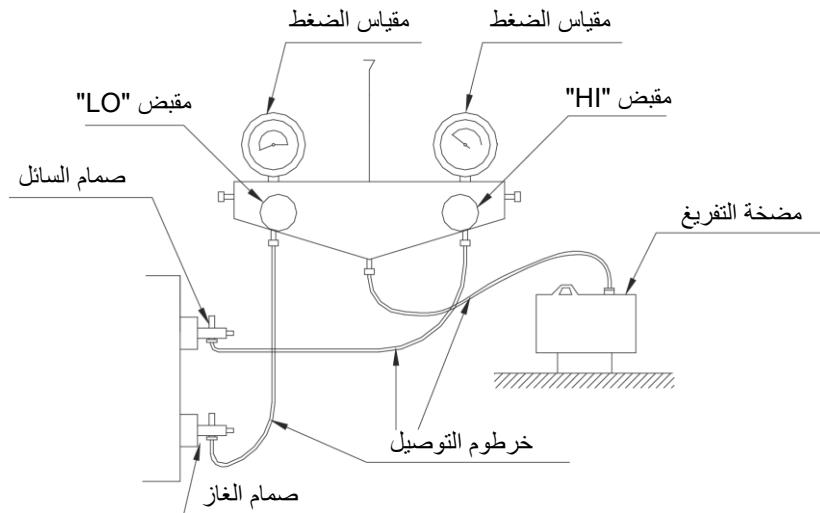 مقياس الضغط
مقياس الضغط
مقبض "HI"
مقبض "LO"
صمام السائل
مضخة التفريغ
خرطوم التوصيل
صمام الغاز